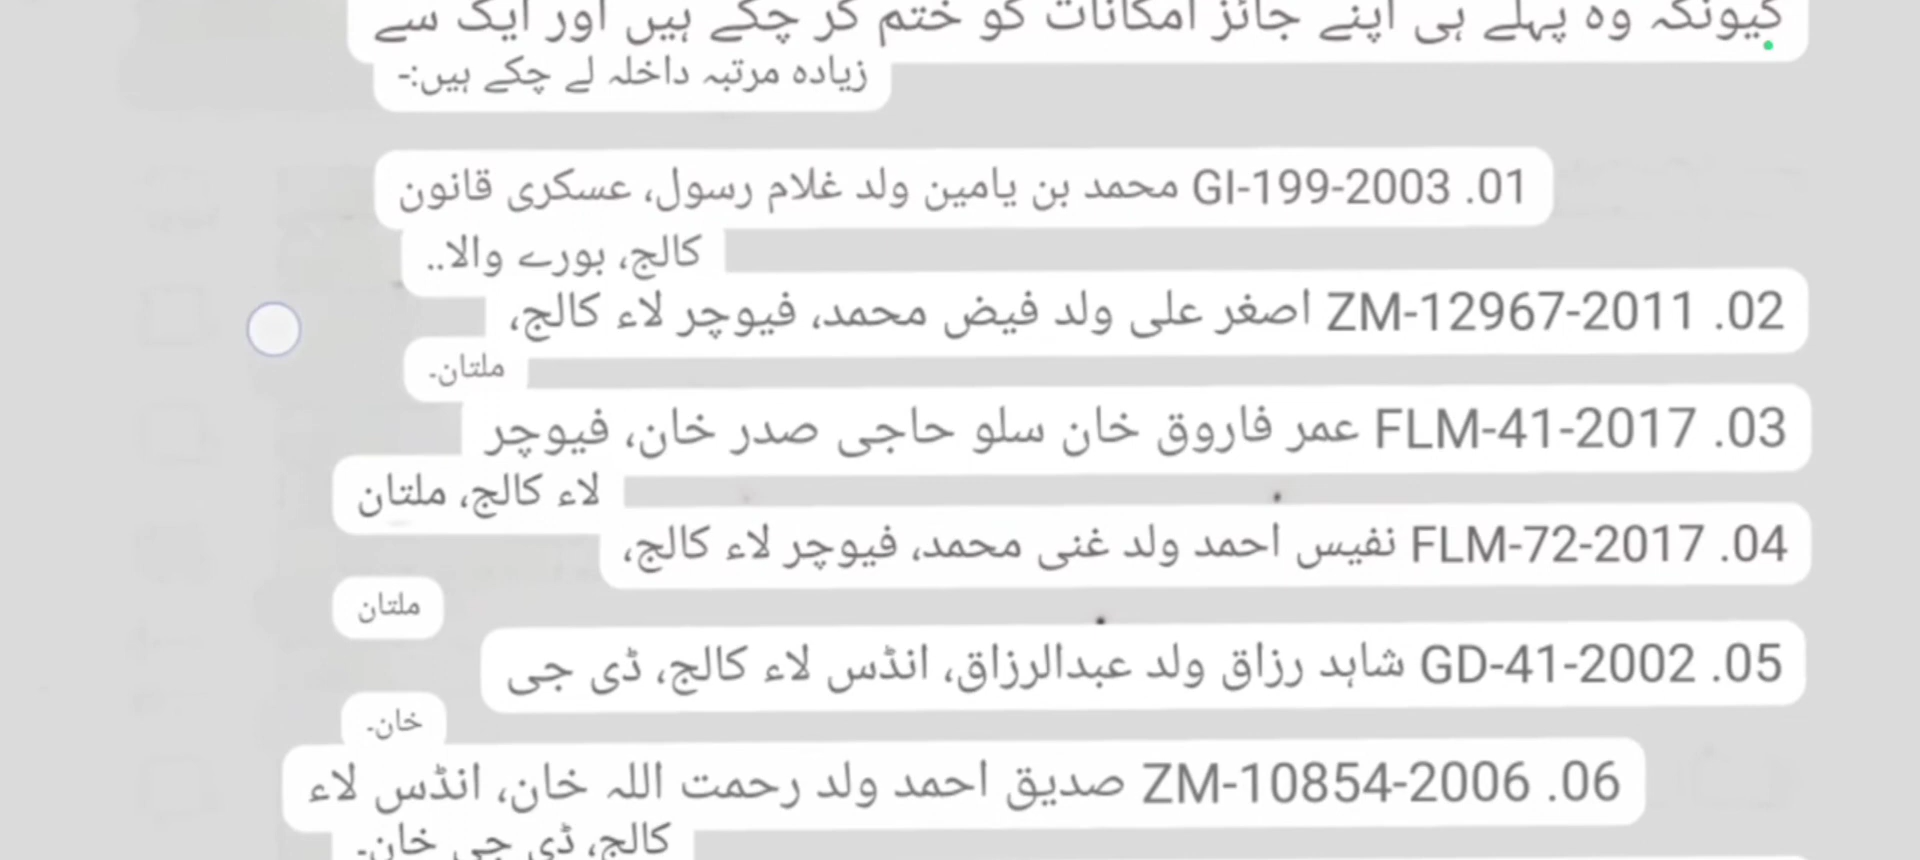 کیونکہ وہ پہلے ہی اپنے جائز امکانات کو ختم کر چکے ہیں اور ایک سے
زیادہ مرتبہ داخلہ لے چکے ہیں:-
01. GI-199-2003 محمد بن یامین ولد غلام رسول، عسکری قانون
کالج، بورے والا..
02. ZM-12967-2011 اصغر علی ولد فیض محمد، فیوچر لاء کالج،
ملتان۔
03. FLM-41-2017 عمر فاروق خان سلو حاجی صدر خان، فیوچر
لاء کالج، ملتان
04. FLM-72-2017 نفیس احمد ولد غنی محمد، فیوچر لاء کالج،
ملتان
05. GD-41-2002 شاہد رزاق ولد عبدالرزاق، انڈس لاء کالج، ڈی جی
خان۔
06. ZM-10854-2006 صدیق احمد ولد رحمت اللہ خان، انڈس لاء
کالج، ڈی جی خان۔